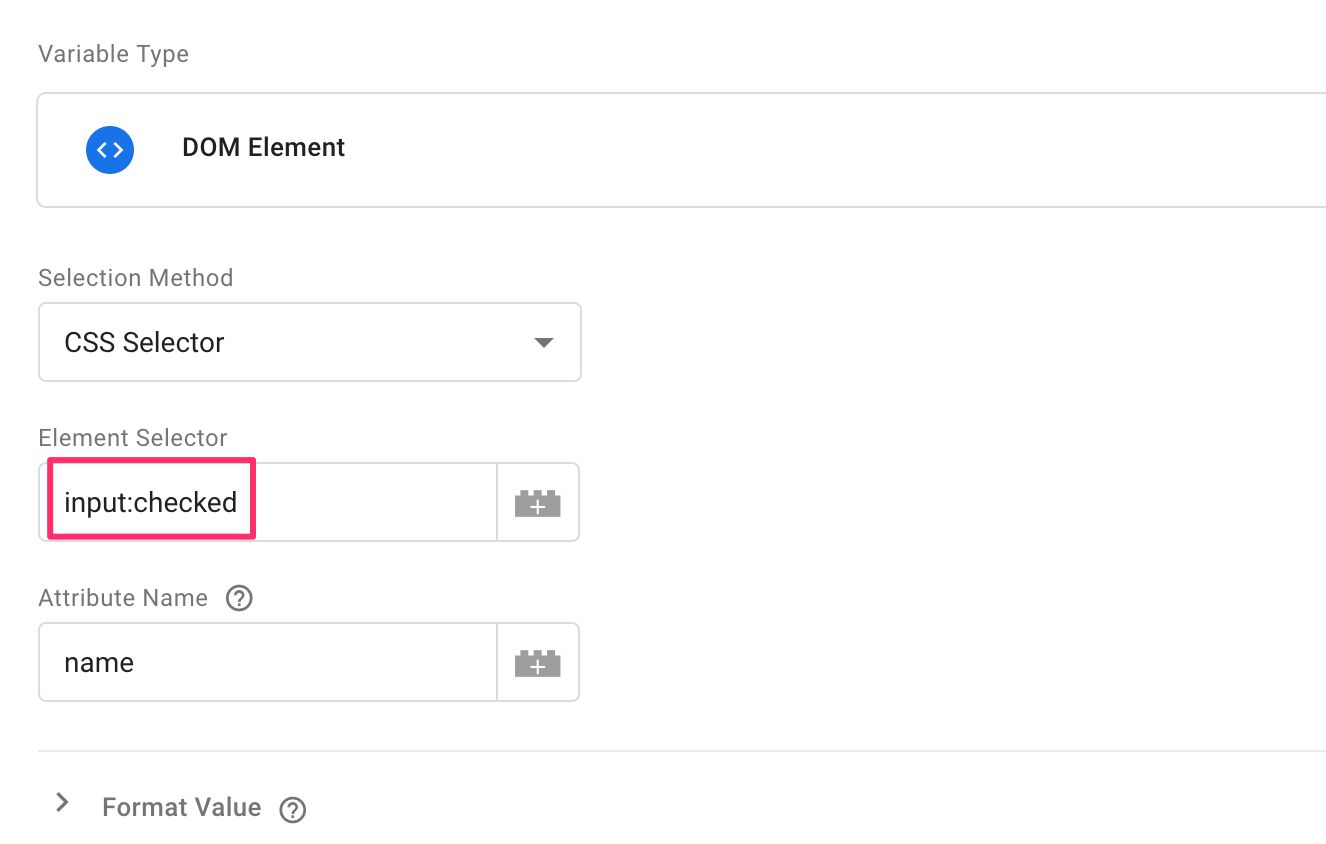 Variable Type
DOM Element
Selection Method
CSS Selector
Element Selector
input:checked
Attribute Name
name
Format Value